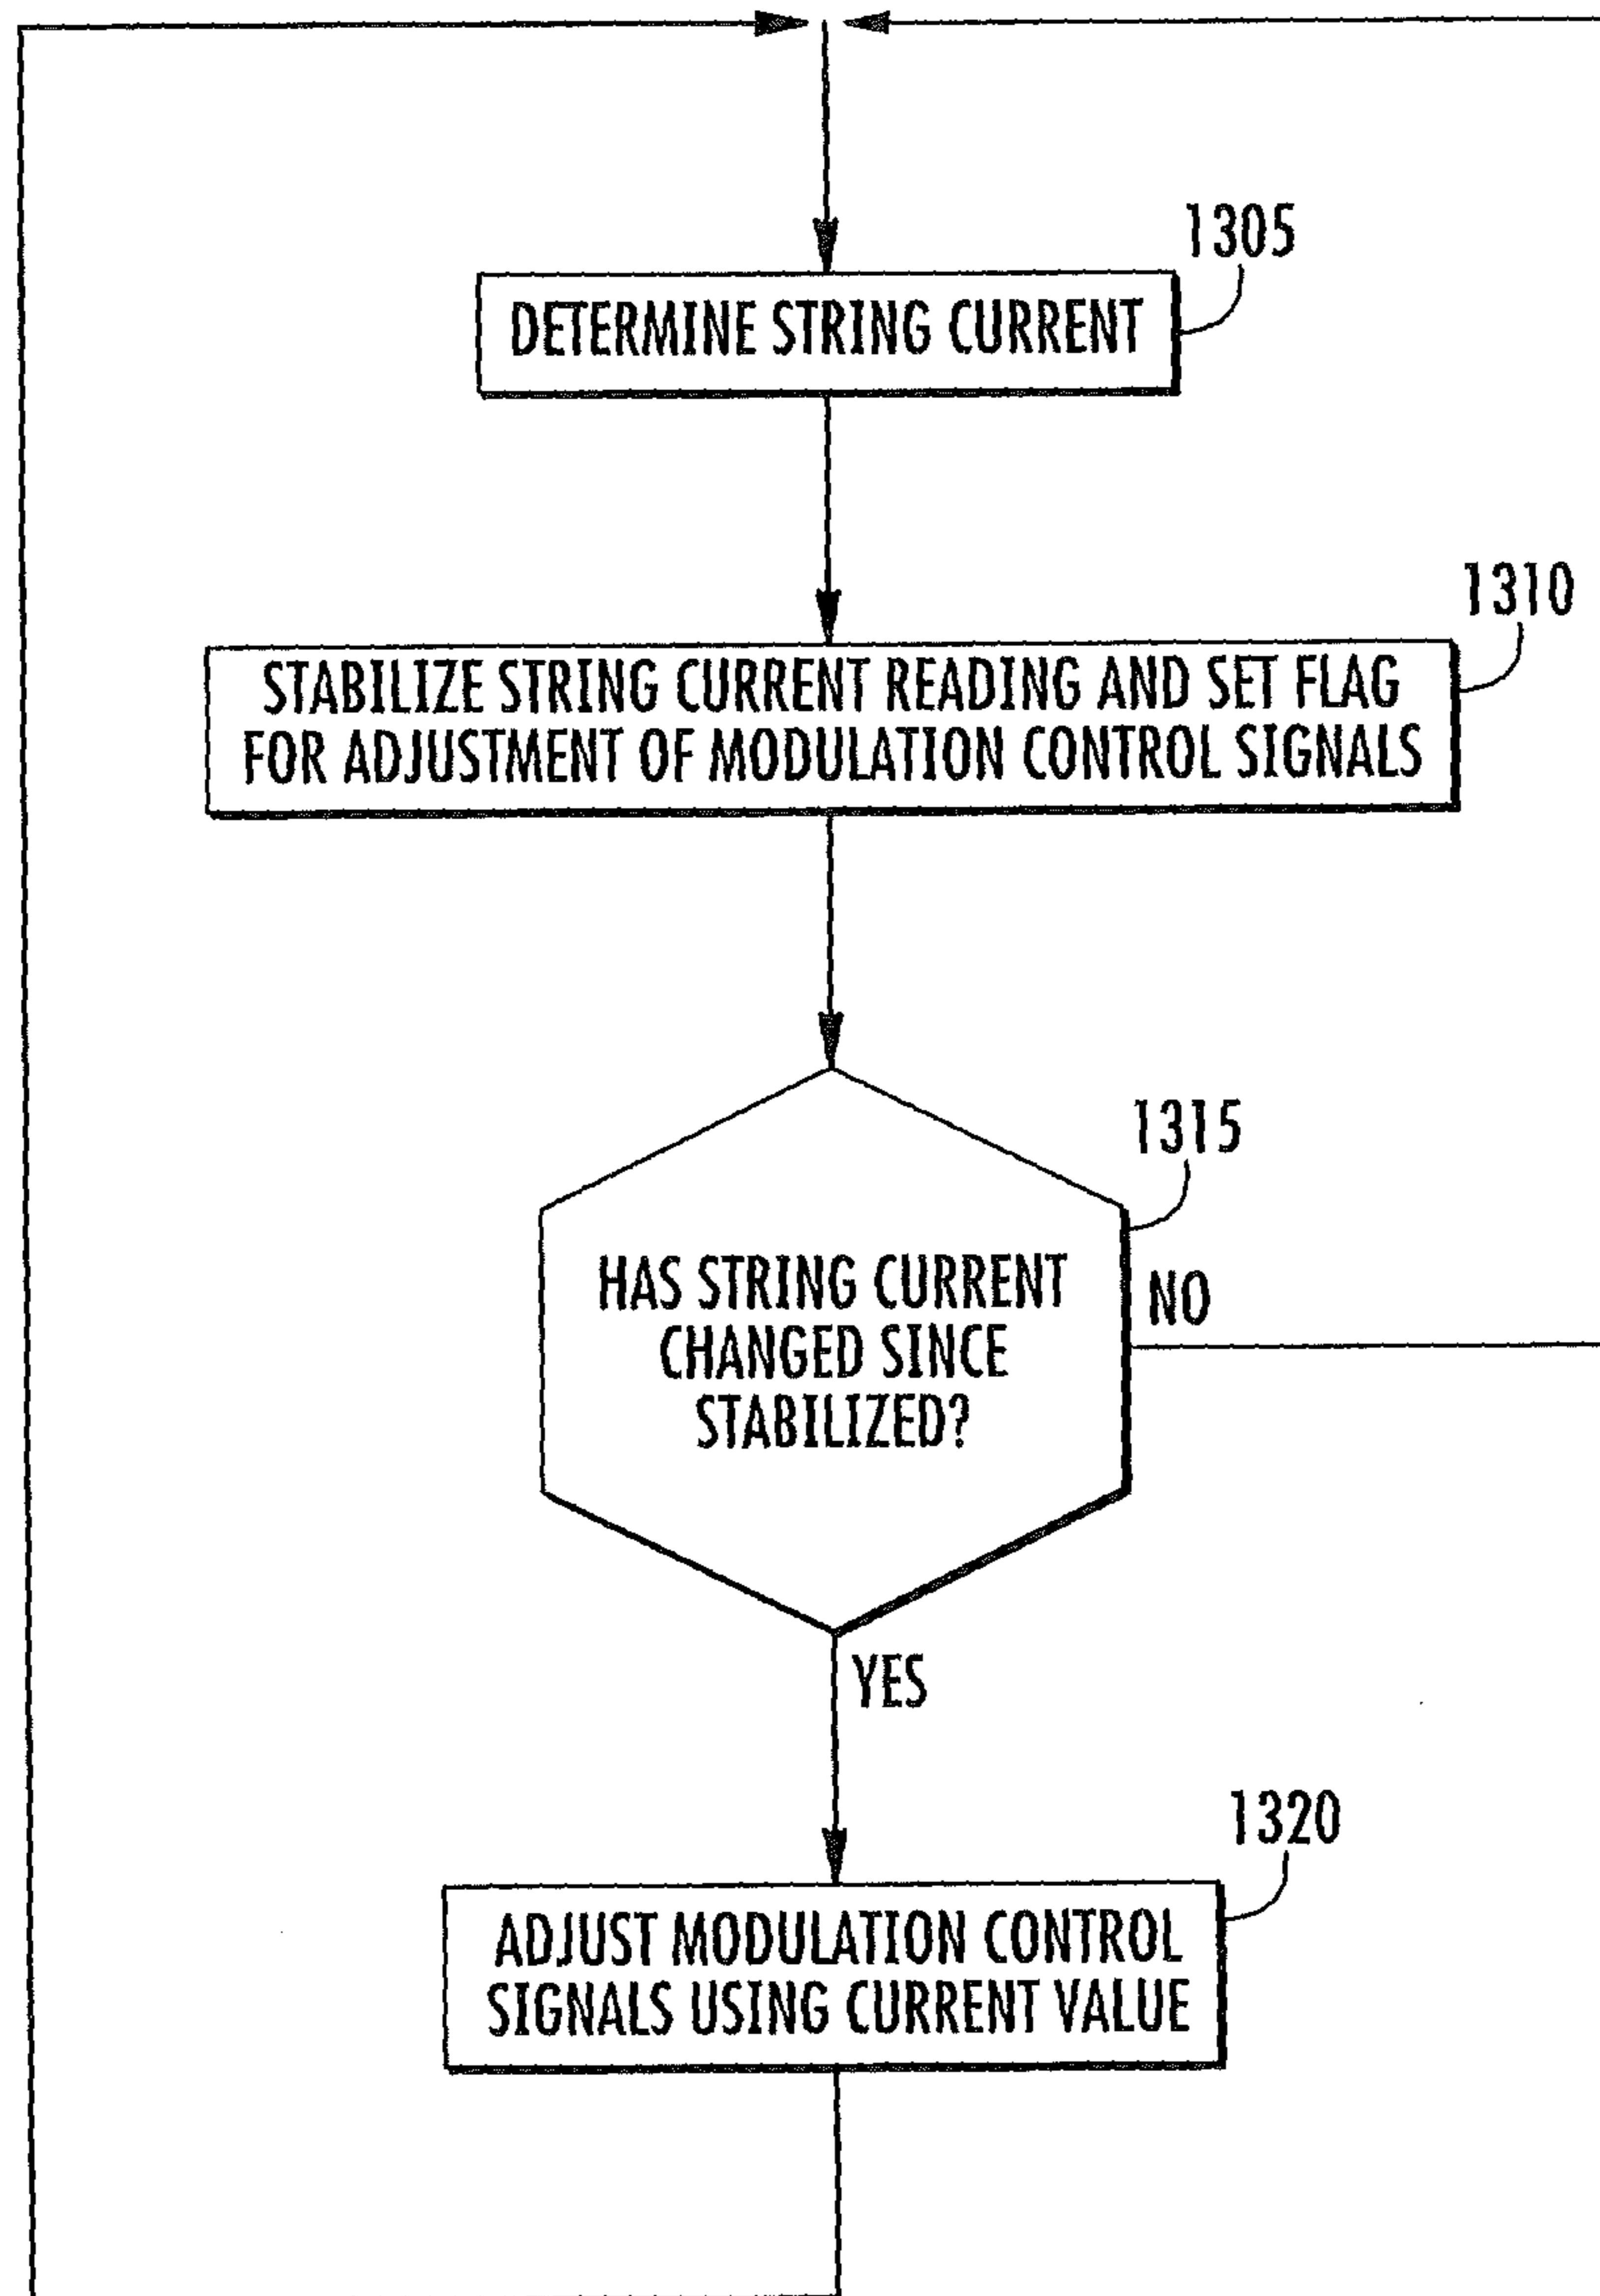 1305
DETERMINE STRING CURRENT
1310
STABILIZE STRING CURRENT READING AND SET FLAG
FOR ADJUSTMENT OF MODULATION CONTROL SIGNALS
1315
HAS STRING CURRENT
CHANGED SINCE
STABILIZED?
NO
YES
1320
ADJUST MODULATION CONTROL
SIGNALS USING CURRENT VALUE